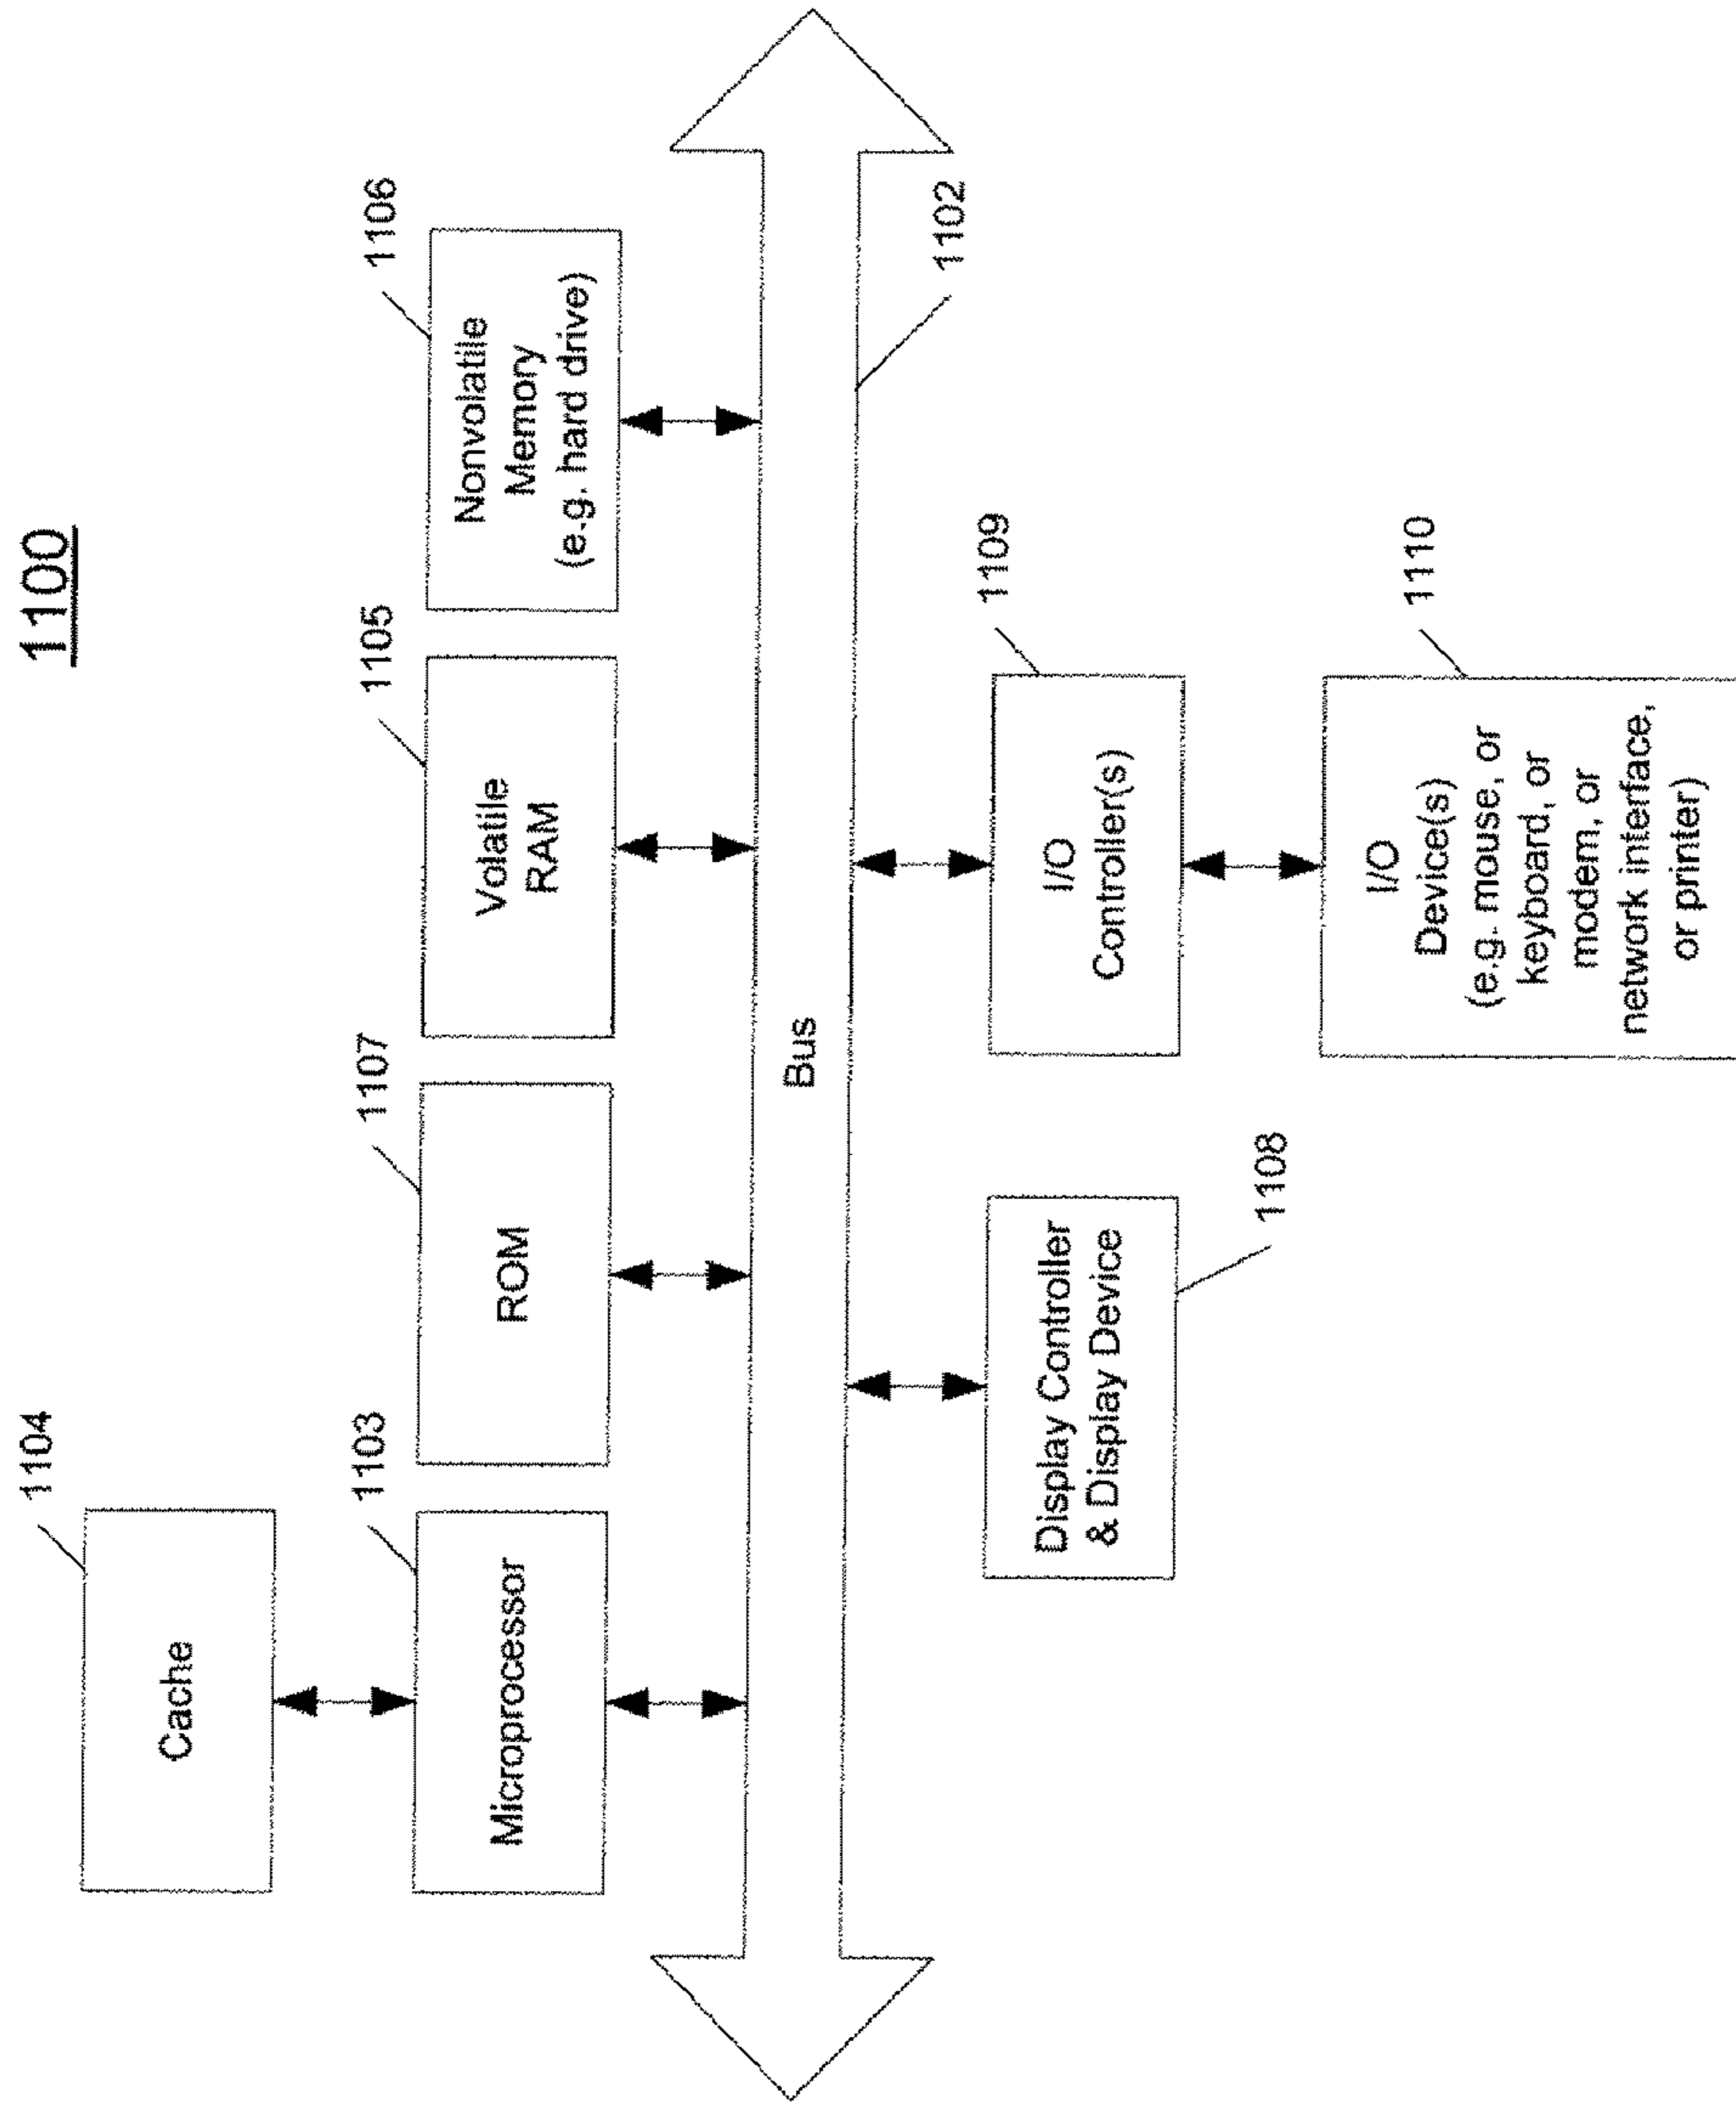 1100
1104
Cache
1103
1107
1105
1106
Microprocessor
ROM
Volatile
RAM
Nonvolatile
Memory
(e.g. hard drive)
Bus
1102
Display Controller
& Display Device
1108
I/O
Controller(s)
1109
I/O
Device(s)
(e.g. mouse, or
keyboard, or
modem, or
network interface,
or printer)
1110